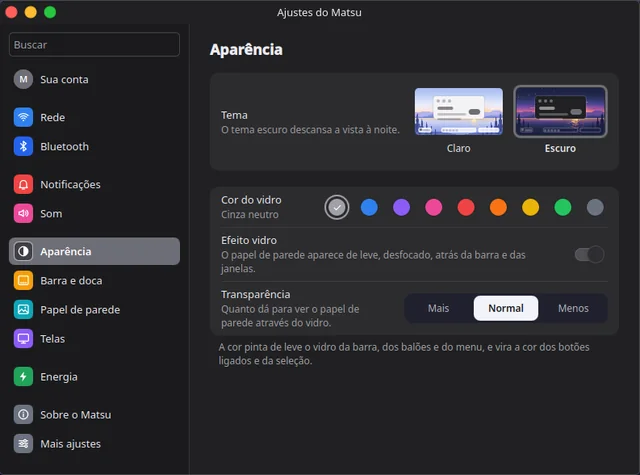 Ajustes do Matsu
Buscar
M
Sua conta
Rede
Bluetooth
Notificações
Som
Aparência
Barra e doca
Papel de parede
Telas
Energia
Sobre o Matsu
Mais ajustes
Aparência
Tema
O tema escuro descansa a vista à noite.
Claro
Escuro
Cor do vidro
Cinza neutro
Efeito vidro
O papel de parede aparece de leve, desfocado, atrás da barra e das
janelas.
Transparência
Quanto dá para ver o papel de
parede através do vidro.
Mais
Normal
Menos
A cor pinta de leve o vidro da barra, dos balões e do menu, e vira a cor dos botões
ligados e da seleção.